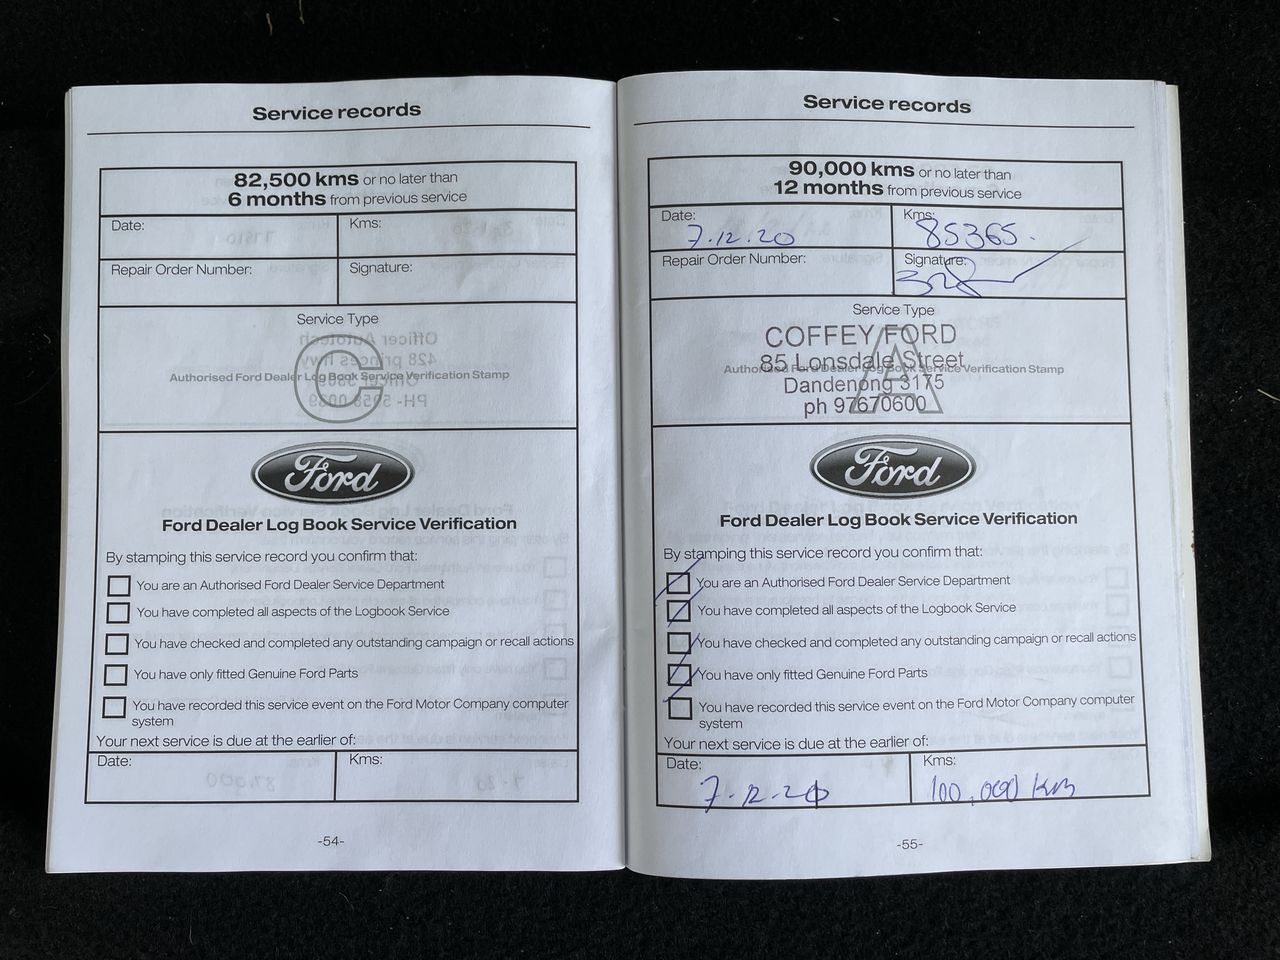 Service records
82,500 kms or no later than
6 months from previous service
Date:
Kms:
Repair Order Number:
Signature:
Service Type
C
Authorised Ford Dealer Log Book Service Verification Stamp
Ford
Ford Dealer Log Book Service Verification
By stamping this service record you confirm that:
You are an Authorised Ford Dealer Service Department
You have completed all aspects of the Logbook Service
You have checked and completed any outstanding campaign or recall actions
You have only fitted Genuine Ford Parts
You have recorded this service event on the Ford Motor Company computer
system
Your next service is due at the earlier of:
Date:
Kms:
-54-
Service records
90,000 kms or no later than
12 months from previous service
Date: 7.12.20
Kms: 85365.
Repair Order Number:
Signature:
Service Type
A
COFFEY FORD
85 Lonsdale Street
Authorised Ford Dealer Log Book Service Verification Stamp
Dandenong 3175
ph 97670600
Ford
Ford Dealer Log Book Service Verification
By stamping this service record you confirm that:
You are an Authorised Ford Dealer Service Department
You have completed all aspects of the Logbook Service
You have checked and completed any outstanding campaign or recall actions
You have only fitted Genuine Ford Parts
You have recorded this service event on the Ford Motor Company computer
system
Your next service is due at the earlier of:
Date: 7.12.20
Kms: 100,000 km
-55-